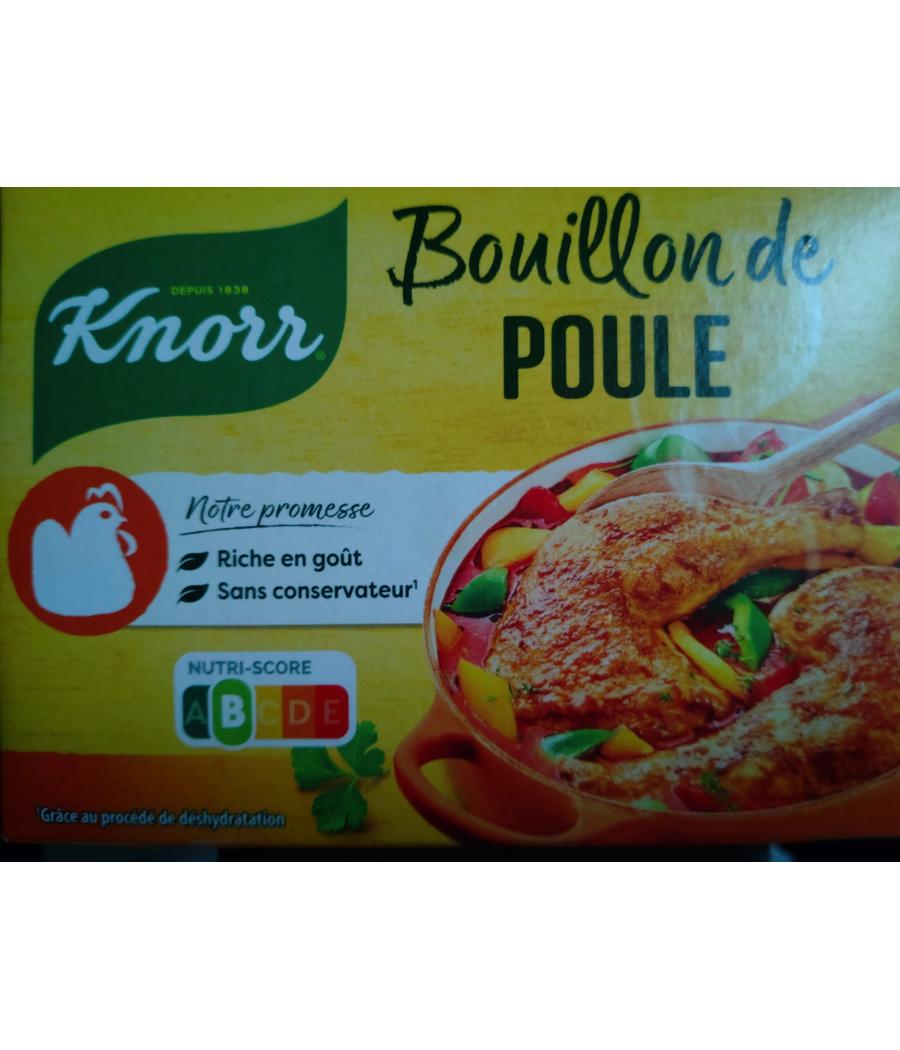 DEPUIS 1838
Knorr®
Bouillon de
POULE
Notre promesse
Riche en goût
Sans conservateur¹
NUTRI-SCORE
A B C D E
¹Grâce au procédé de déshydratation